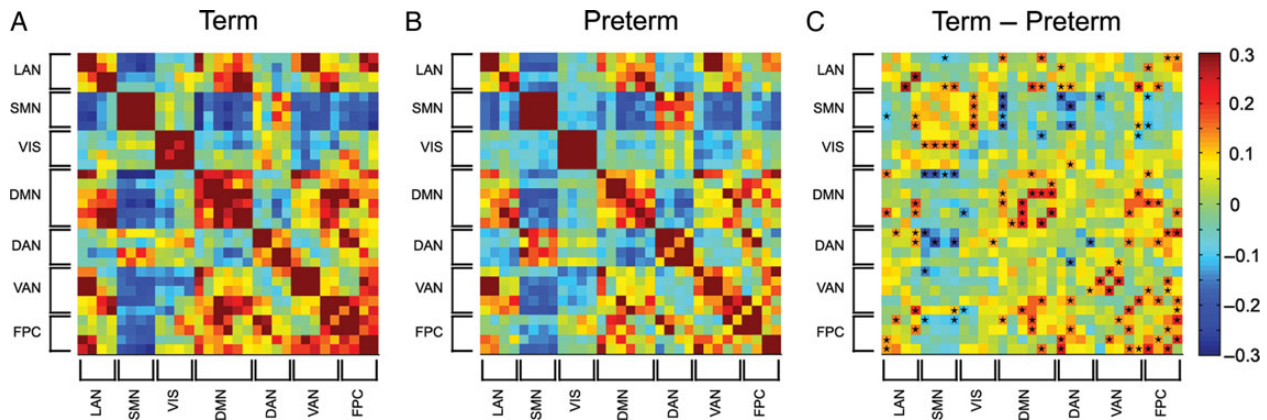 A Term B Preterm C Term – Preterm
LAN
SMN
VIS
DMN
DAN
VAN
FPC
LAN SMN VIS DMN DAN VAN FPC
LAN
SMN
VIS
DMN
DAN
VAN
FPC
LAN SMN VIS DMN DAN VAN FPC
LAN
SMN
VIS
DMN
DAN
VAN
FPC
LAN SMN VIS DMN DAN VAN FPC
0.3
0.2
0.1
0
–0.1
–0.2
–0.3